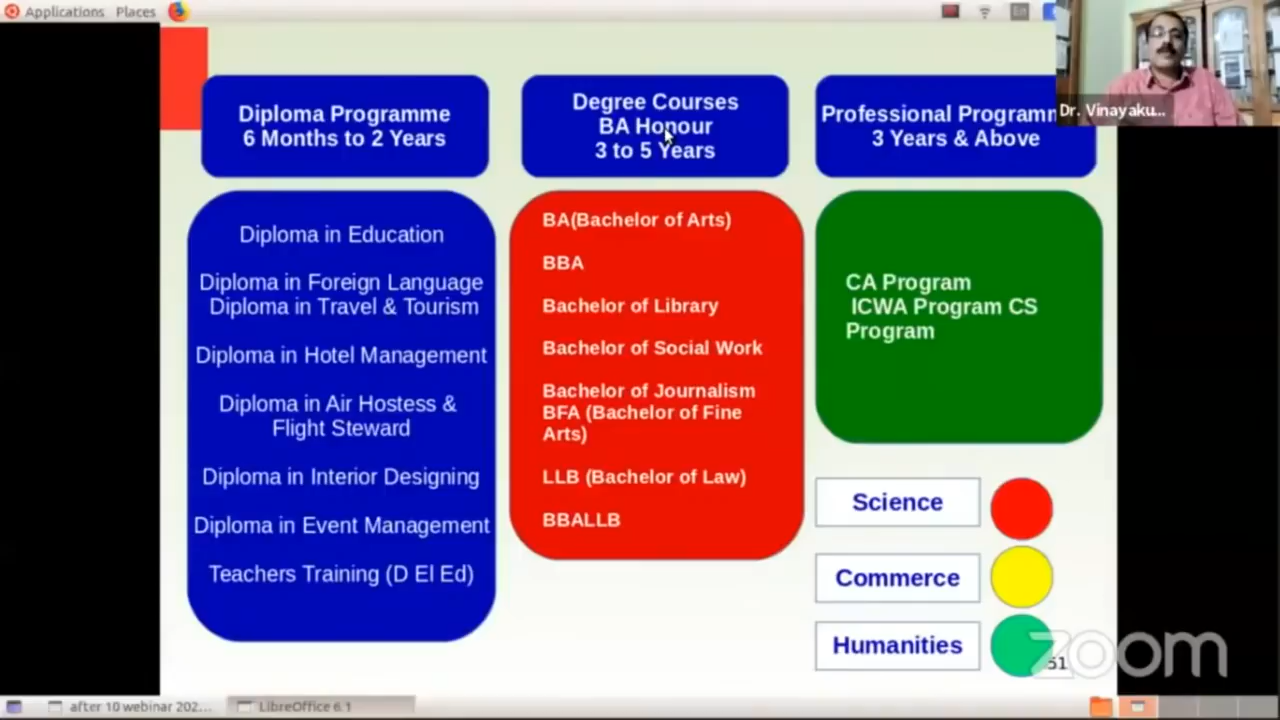 Applications Places
En
Dr. Vinayaku...
Diploma Programme
6 Months to 2 Years
Degree Courses
BA Honour
3 to 5 Years
3 Years & Above
Diploma in Education
Diploma in Foreign Language
Diploma in Travel & Tourism
Diploma in Hotel Management
Diploma in Air Hostess &
Flight Steward
Diploma in Interior Designing
Diploma in Event Management
Teachers Training (D El Ed)
BA(Bachelor of Arts)
BBA
Bachelor of Library
Bachelor of Social Work
Bachelor of Journalism
BFA (Bachelor of Fine
Arts)
LLB (Bachelor of Law)
BBALLB
CA Program
ICWA Program CS
Program
Science
Commerce
Humanities
51
zoom
after 10 webinar 202...
LibreOffice 6.1